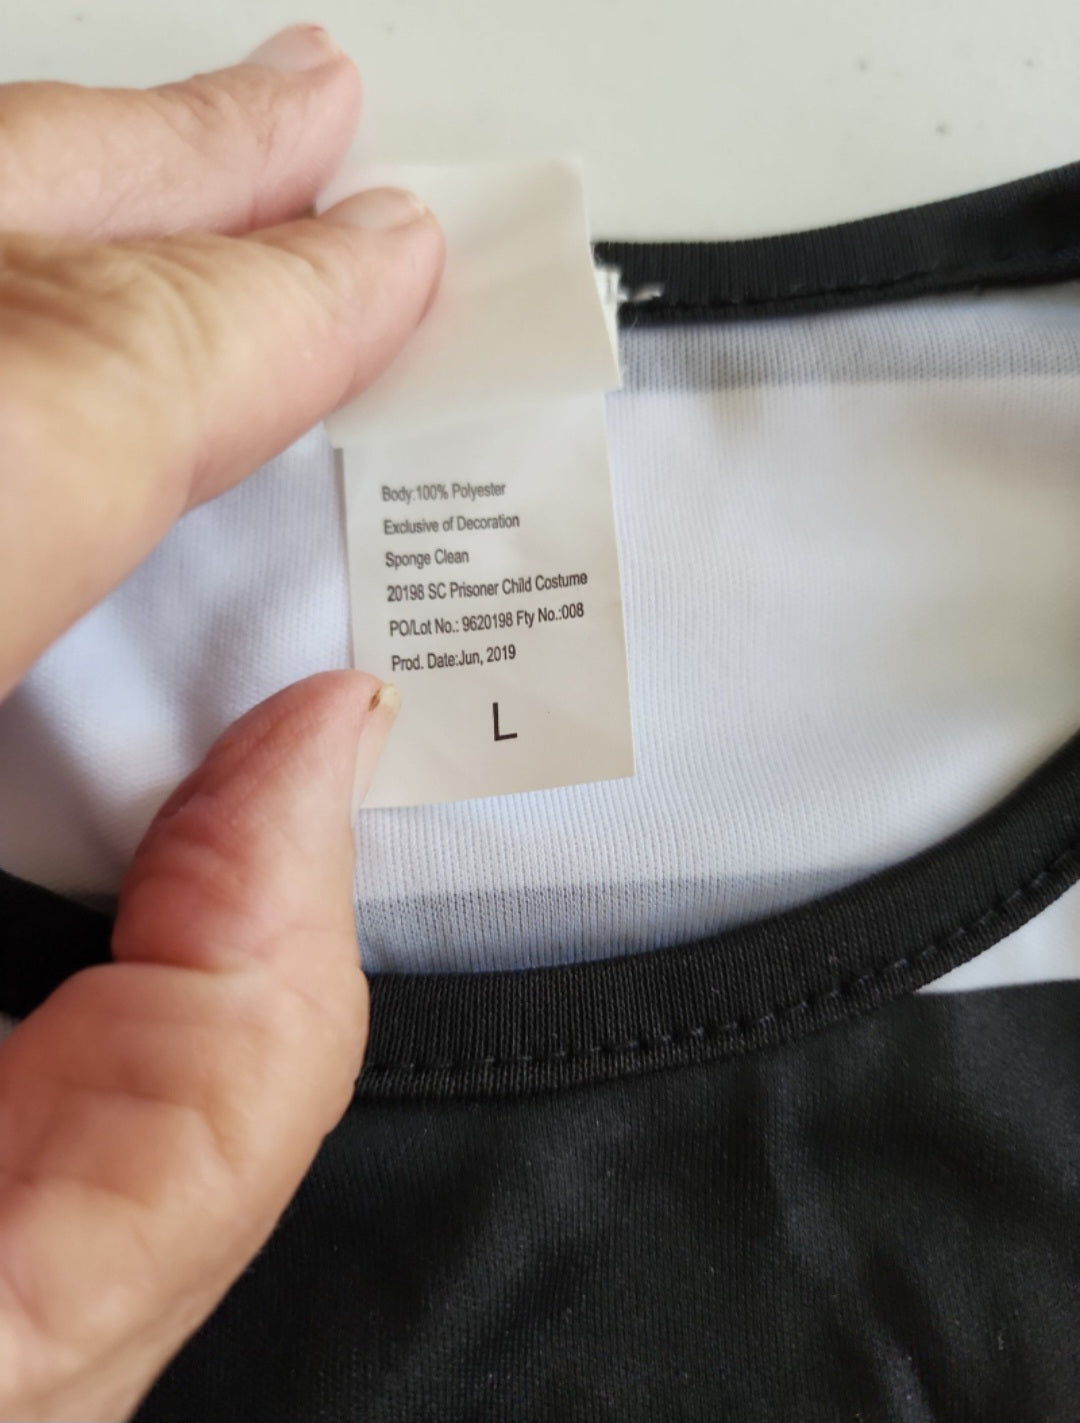 Body:100% Polyester
Exclusive of Decoration
Sponge Clean
20198 SC Prisoner Child Costume
PO/Lot No.: 9620198 Fty No.:008
Prod. Date:Jun, 2019
L